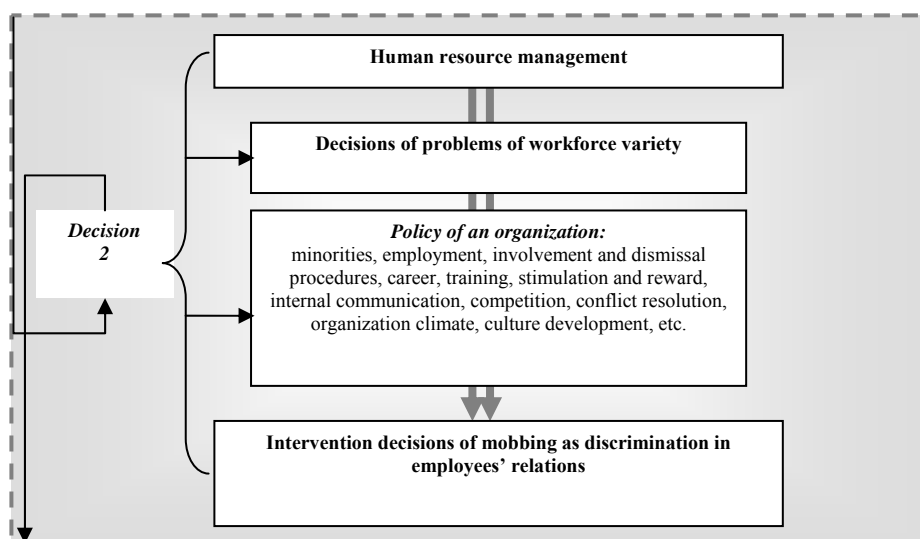 Human resource management
Decisions of problems of workforce variety
Decision
2
Policy of an organization:
minorities, employment, involvement and dismissal
procedures, career, training, stimulation and reward,
internal communication, competition, conflict resolution,
organization climate, culture development, etc.
Intervention decisions of mobbing as discrimination in
employees’ relations